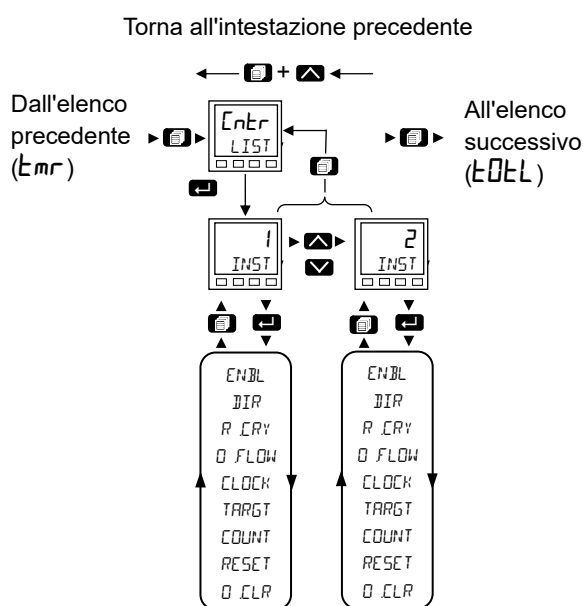 Torna all'intestazione precedente
+
Dall'elenco
precedente
(tmr)
Cntr
LIST
All'elenco
successivo
(tOtL)
1
INST
2
INST
ENBL
DIR
R.CRY
O.FLOW
CLOCK
TARGT
COUNT
RESET
O.CLR
ENBL
DIR
R.CRY
O.FLOW
CLOCK
TARGT
COUNT
RESET
O.CLR